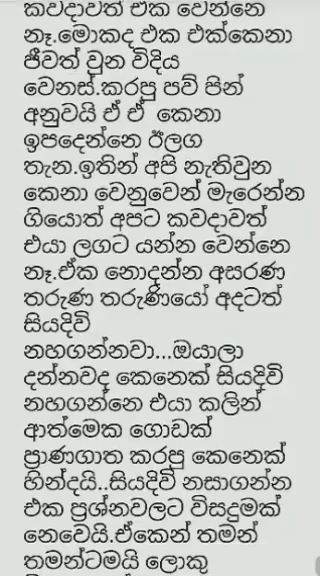 කවදාවත් ඒක වෙන්නෙ
නෑ.මොකද එක එක්කෙනා
ජීවත් වුන විදිය
වෙනස්.කරපු පව් පින්
අනුවයි ඒ ඒ කෙනා
ඉපදෙන්නෙ ඊලග
තැන.ඉතින් අපි නැතිවුන
කෙනා වෙනුවෙන් මැරෙන්න
ගියොත් අපට කවදාවත්
එයා ලගට යන්න වෙන්නෙ
නෑ.ඒක නොදන්න අසරණ
තරුණ තරුණියෝ අදටත්
සියදිවි
නහගන්නවා...ඔයාලා
දන්නවද කෙනෙක් සියදිවි
නහගන්නෙ එයා කලින්
ආත්මෙක ගොඩක්
ප්‍රාණගාත කරපු කෙනෙක්
හින්දයි..සියදිවි නසාගන්න
එක ප්‍රශ්නවලට විසදුමක්
නෙවෙයි.ඒකෙන් තමන්
තමන්ටමයි ලොකු